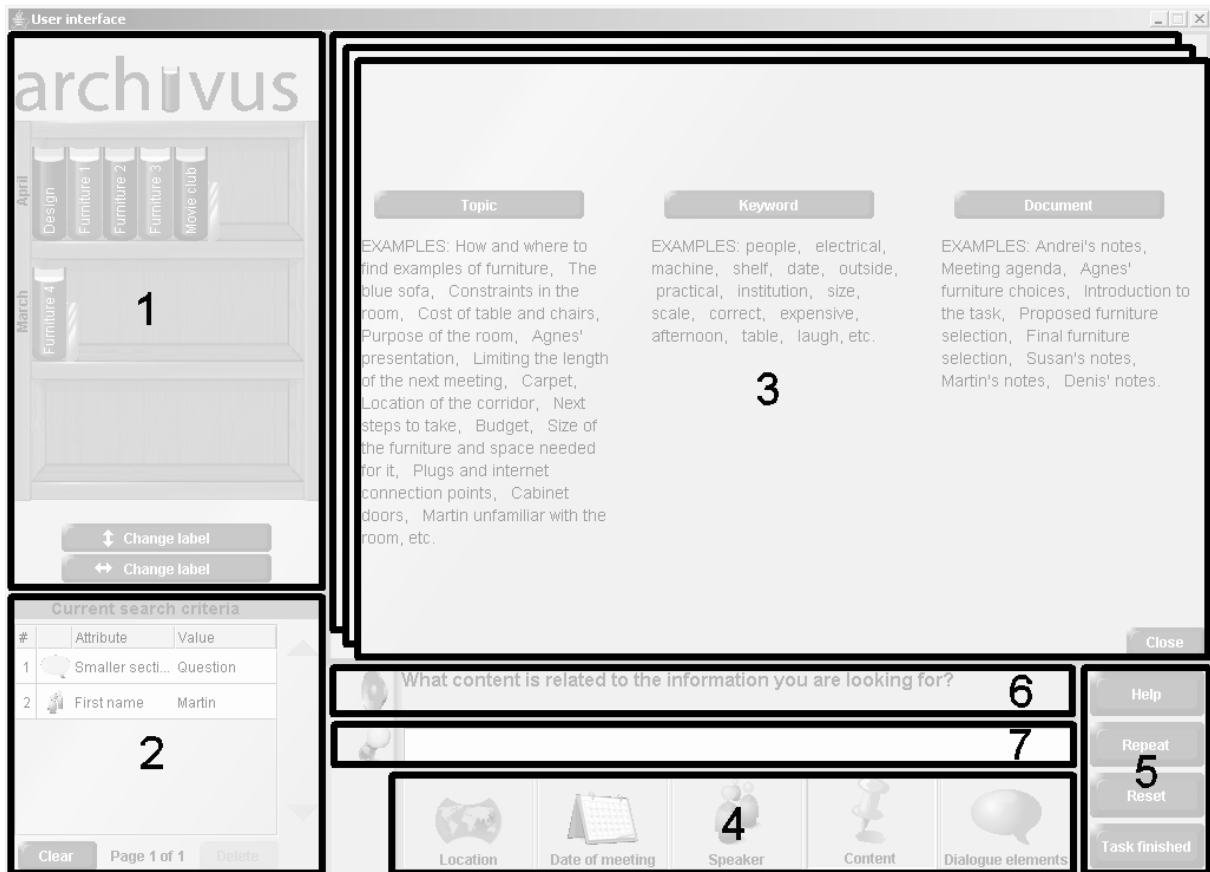 User interface
archivus
April
Design
Furniture 1
Furniture 2
Furniture 3
Movie club
March
Furniture 4
1
Change label
Change label
Current search criteria
# Attribute Value
1 Smaller secti... Question
2 First name Martin
2
Clear Page 1 of 1 Delete
Topic
EXAMPLES: How and where to
find examples of furniture, The
blue sofa, Constraints in the
room, Cost of table and chairs,
Purpose of the room, Agnes'
presentation, Limiting the length
of the next meeting, Carpet,
Location of the corridor, Next
steps to take, Budget, Size of
the furniture and space needed
for it, Plugs and internet
connection points, Cabinet
doors, Martin unfamiliar with the
room, etc.
Keyword
EXAMPLES: people, electrical,
machine, shelf, date, outside,
practical, institution, size,
scale, correct, expensive,
afternoon, table, laugh, etc.
3
Document
EXAMPLES: Andrei's notes,
Meeting agenda, Agnes'
furniture choices, Introduction to
the task, Proposed furniture
selection, Final furniture
selection, Susan's notes,
Martin's notes, Denis' notes.
Close
What content is related to the information you are looking for? 6
7
4
Location Date of meeting Speaker Content Dialogue elements
Help
Repeat
5
Reset
Task finished